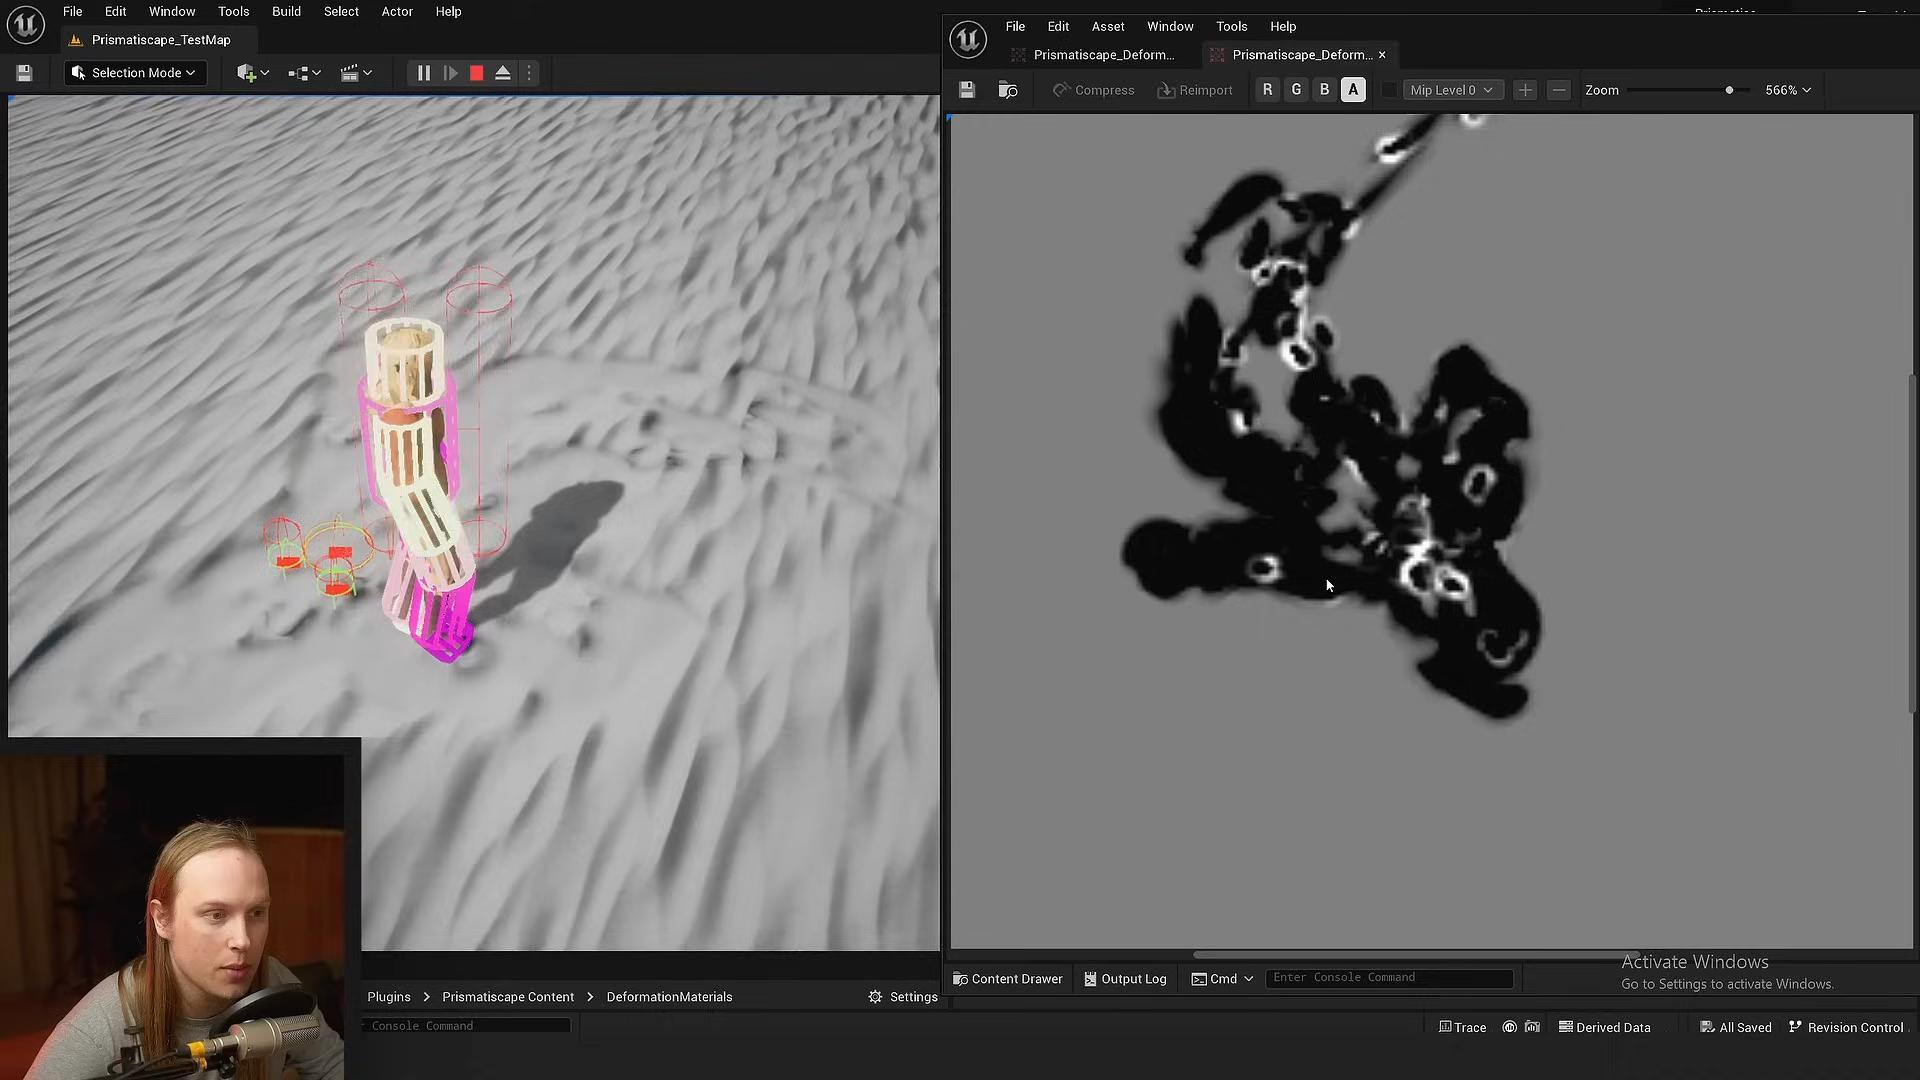 File Edit Window Tools Build Select Actor Help
Prismatiscape_TestMap
Selection Mode
File Edit Asset Window Tools Help
Prismatiscape_Deform...
Prismatiscape_Deform...
Compress Reimport R G B A Mip Level 0 Zoom 566%
Content Drawer Output Log Cmd Enter Console Command
Activate Windows
Go to Settings to activate Windows.
Plugins Prismatiscape Content DeformationMaterials Settings
Console Command
Trace Derived Data All Saved Revision Control